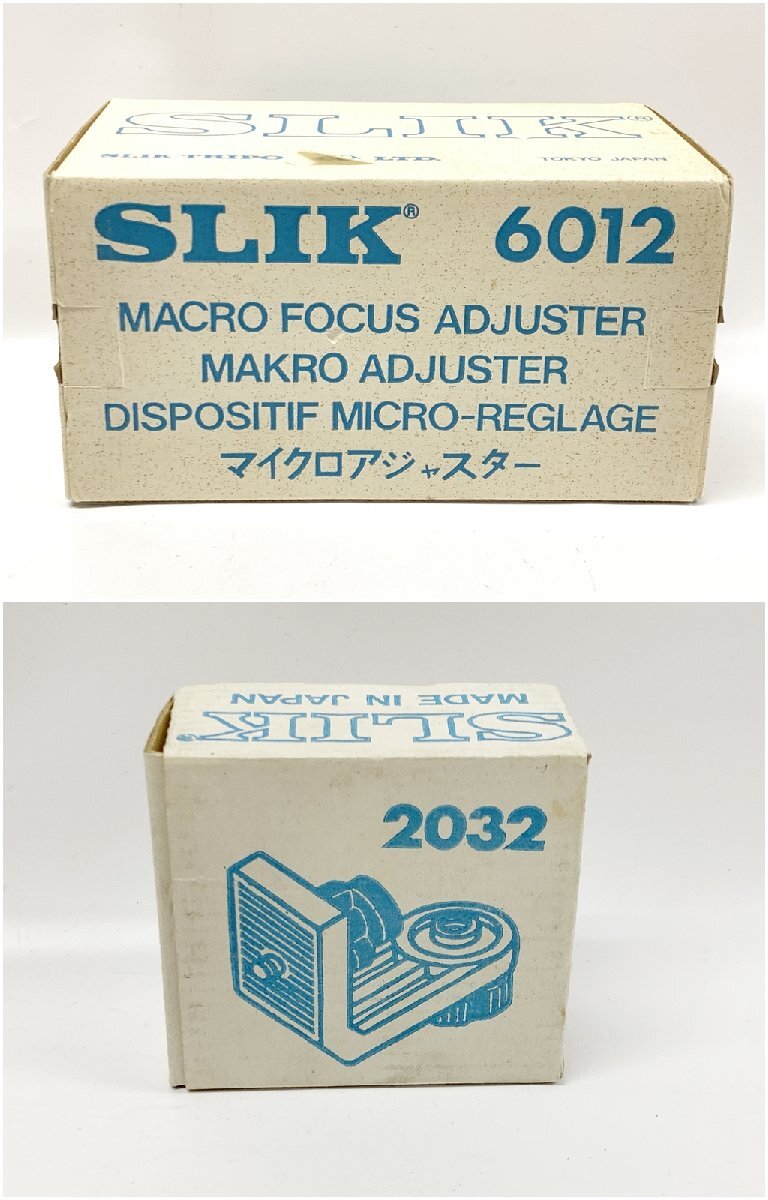 SLIK®
SLIK TRIPO LTD. TOKYO JAPAN
SLIK® 6012
MACRO FOCUS ADJUSTER
MAKRO ADJUSTER
DISPOSITIF MICRO-REGLAGE
マイクロアジャスター
MADE IN JAPAN
SLIK®
2032